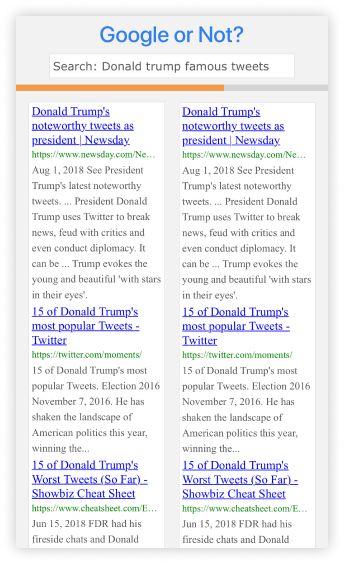 Google or Not?
Search: Donald trump famous tweets
Donald Trump's
noteworthy tweets as
president | Newsday
https://www.newsday.com/Ne…
Aug 1, 2018 See President
Trump's latest noteworthy
tweets. ... President Donald
Trump uses Twitter to break
news, feud with critics and
even conduct diplomacy. It
can be ... Trump evokes the
young and beautiful 'with stars
in their eyes'.
15 of Donald Trump's
most popular Tweets -
Twitter
https://twitter.com/moments/
15 of Donald Trump's most
popular Tweets. Election 2016
November 7, 2016. He has
shaken the landscape of
American politics this year,
winning the...
15 of Donald Trump's
Worst Tweets (So Far) -
Showbiz Cheat Sheet
https://www.cheatsheet.com/E…
Jun 15, 2018 FDR had his
fireside chats and Donald
Donald Trump's
noteworthy tweets as
president | Newsday
https://www.newsday.com/Ne…
Aug 1, 2018 See President
Trump's latest noteworthy
tweets. ... President Donald
Trump uses Twitter to break
news, feud with critics and
even conduct diplomacy. It
can be ... Trump evokes the
young and beautiful 'with stars
in their eyes'.
15 of Donald Trump's
most popular Tweets -
Twitter
https://twitter.com/moments/
15 of Donald Trump's most
popular Tweets. Election 2016
November 7, 2016. He has
shaken the landscape of
American politics this year,
winning the...
15 of Donald Trump's
Worst Tweets (So Far) -
Showbiz Cheat Sheet
https://www.cheatsheet.com/E…
Jun 15, 2018 FDR had his
fireside chats and Donald